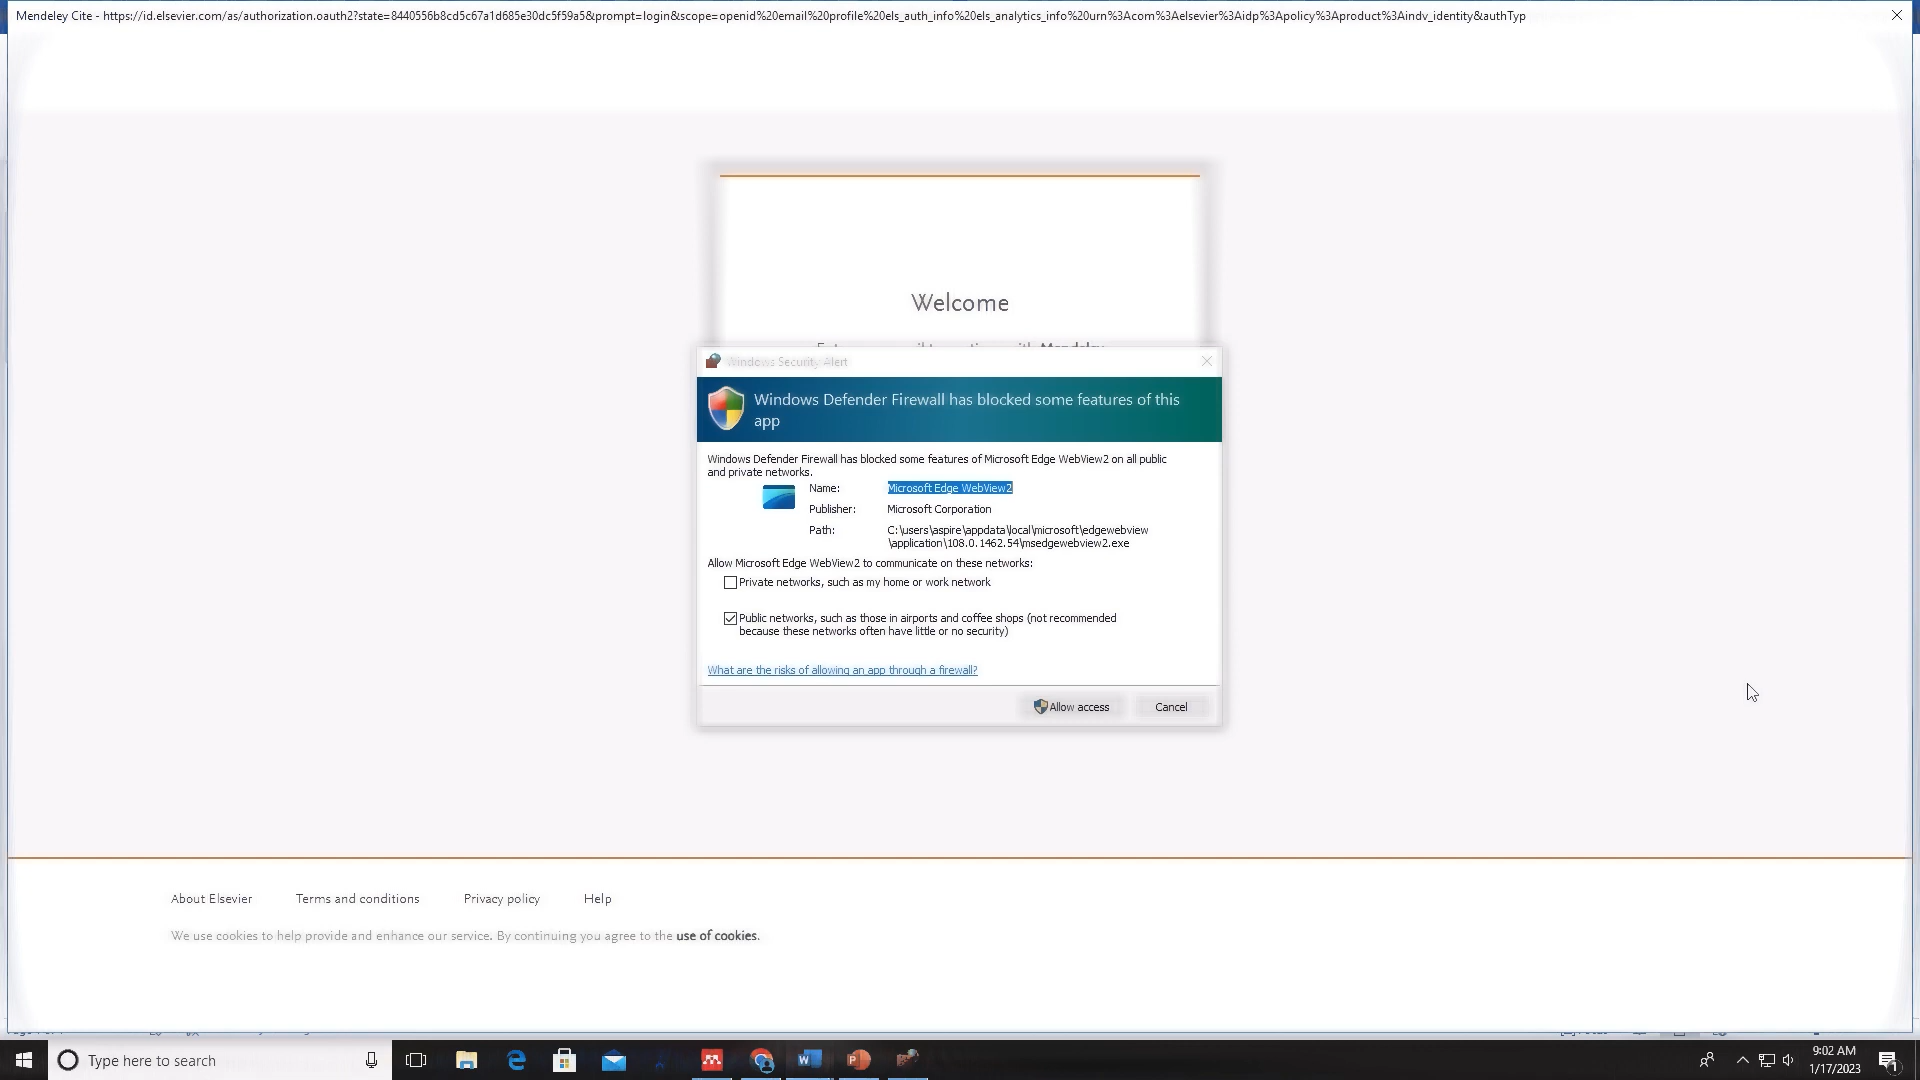 Mendeley Cite - https://id.elsevier.com/as/authorization.oauth2?state=8440556b8cd5c67a1d685e30dc5f59a5&prompt=login&scope=openid%20email%20profile%20els_auth_info%20els_analytics_info%20urn%3Acom%3Aelsevier%3Aidp%3Apolicy%3Aproduct%3Aindv_identity&authTyp
Welcome
Windows Security Alert
Windows Defender Firewall has blocked some features of this
app
Windows Defender Firewall has blocked some features of Microsoft Edge WebView2 on all public
and private networks.
Name: Microsoft Edge WebView2
Publisher: Microsoft Corporation
Path: C:\users\aspire\appdata\local\microsoft\edgewebview
\application\108.0.1462.54\msedgewebview2.exe
Allow Microsoft Edge WebView2 to communicate on these networks:
Private networks, such as my home or work network
Public networks, such as those in airports and coffee shops (not recommended
because these networks often have little or no security)
What are the risks of allowing an app through a firewall?
Allow access Cancel
About Elsevier Terms and conditions Privacy policy Help
We use cookies to help provide and enhance our service. By continuing you agree to the use of cookies.
Type here to search
9:02 AM
1/17/2023